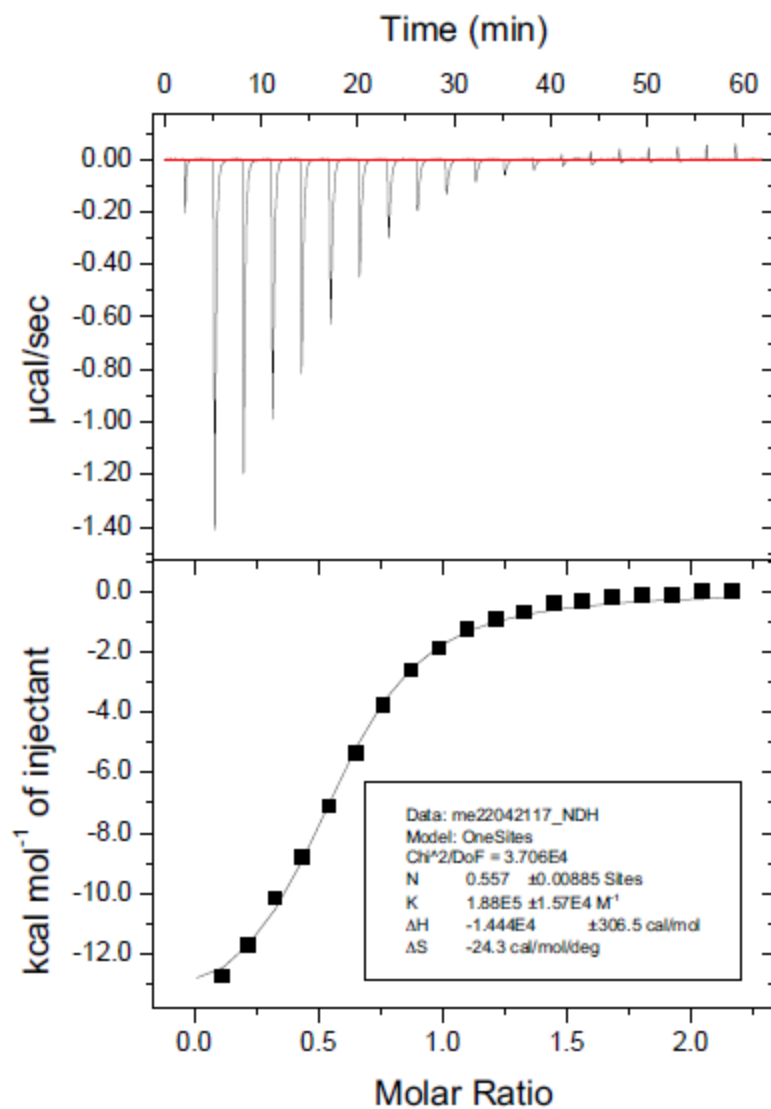 Time (min)
0 10 20 30 40 50 60
0.00
-0.20
-0.40
-0.60
-0.80
-1.00
-1.20
-1.40
µcal/sec
0.0
-2.0
-4.0
-6.0
-8.0
-10.0
-12.0
kcal mol⁻¹ of injectant
Data: me22042117_NDH
Model: OneSites
Chi^2/DoF = 3.706E4
N 0.557 ±0.00885 Sites
K 1.88E5 ±1.57E4 M⁻¹
ΔH -1.444E4 ±306.5 cal/mol
ΔS -24.3 cal/mol/deg
0.0 0.5 1.0 1.5 2.0
Molar Ratio